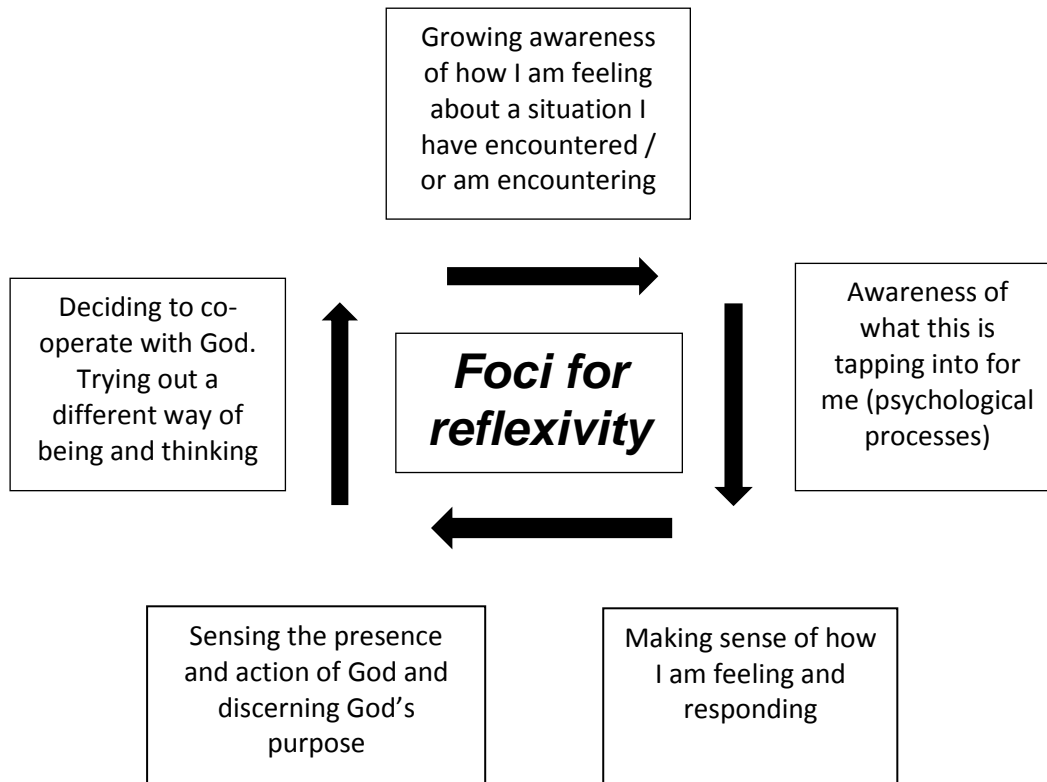 Growing awareness
of how I am feeling
about a situation I
have encountered /
or am encountering
Awareness of
what this is
tapping into for
me (psychological
processes)
Making sense of how
I am feeling and
responding
Sensing the presence
and action of God and
discerning God’s
purpose
Deciding to co-
operate with God.
Trying out a
different way of
being and thinking
Foci for
reflexivity